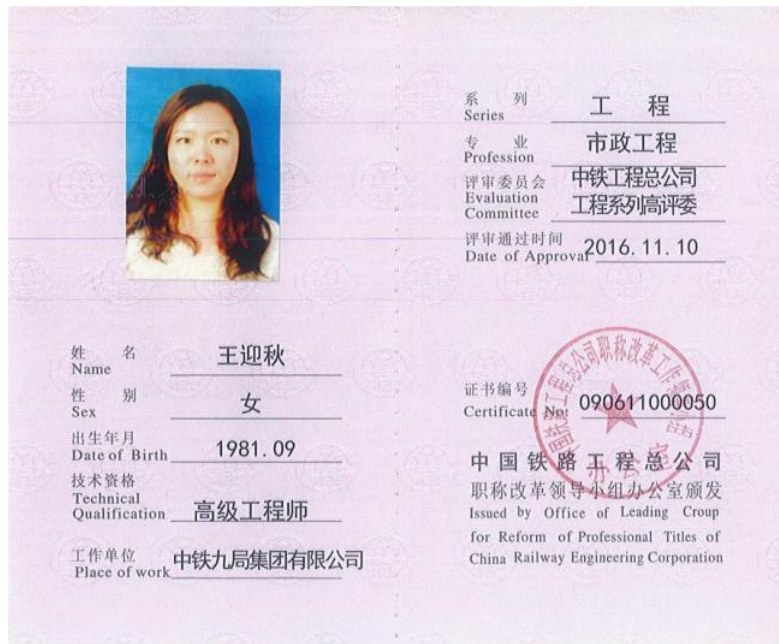 姓名 王迎秋
Name
性别 女
Sex
出生年月 1981.09
Date of Birth
技术资格
Technical
Qualification 高级工程师
工作单位 中铁九局集团有限公司
Place of work
系列 工程
Series
专业 市政工程
Profession
评审委员会 中铁工程总公司
Evaluation
Committee 工程系列高评委
评审通过时间 2016.11.10
Date of Approval
证书编号
Certificate No: 090611000050
中国铁路工程总公司
职称改革领导小组办公室颁发
Issued by Office of Leading Croup
for Reform of Professional Titles of
China Railway Engineering Corporation
办公室